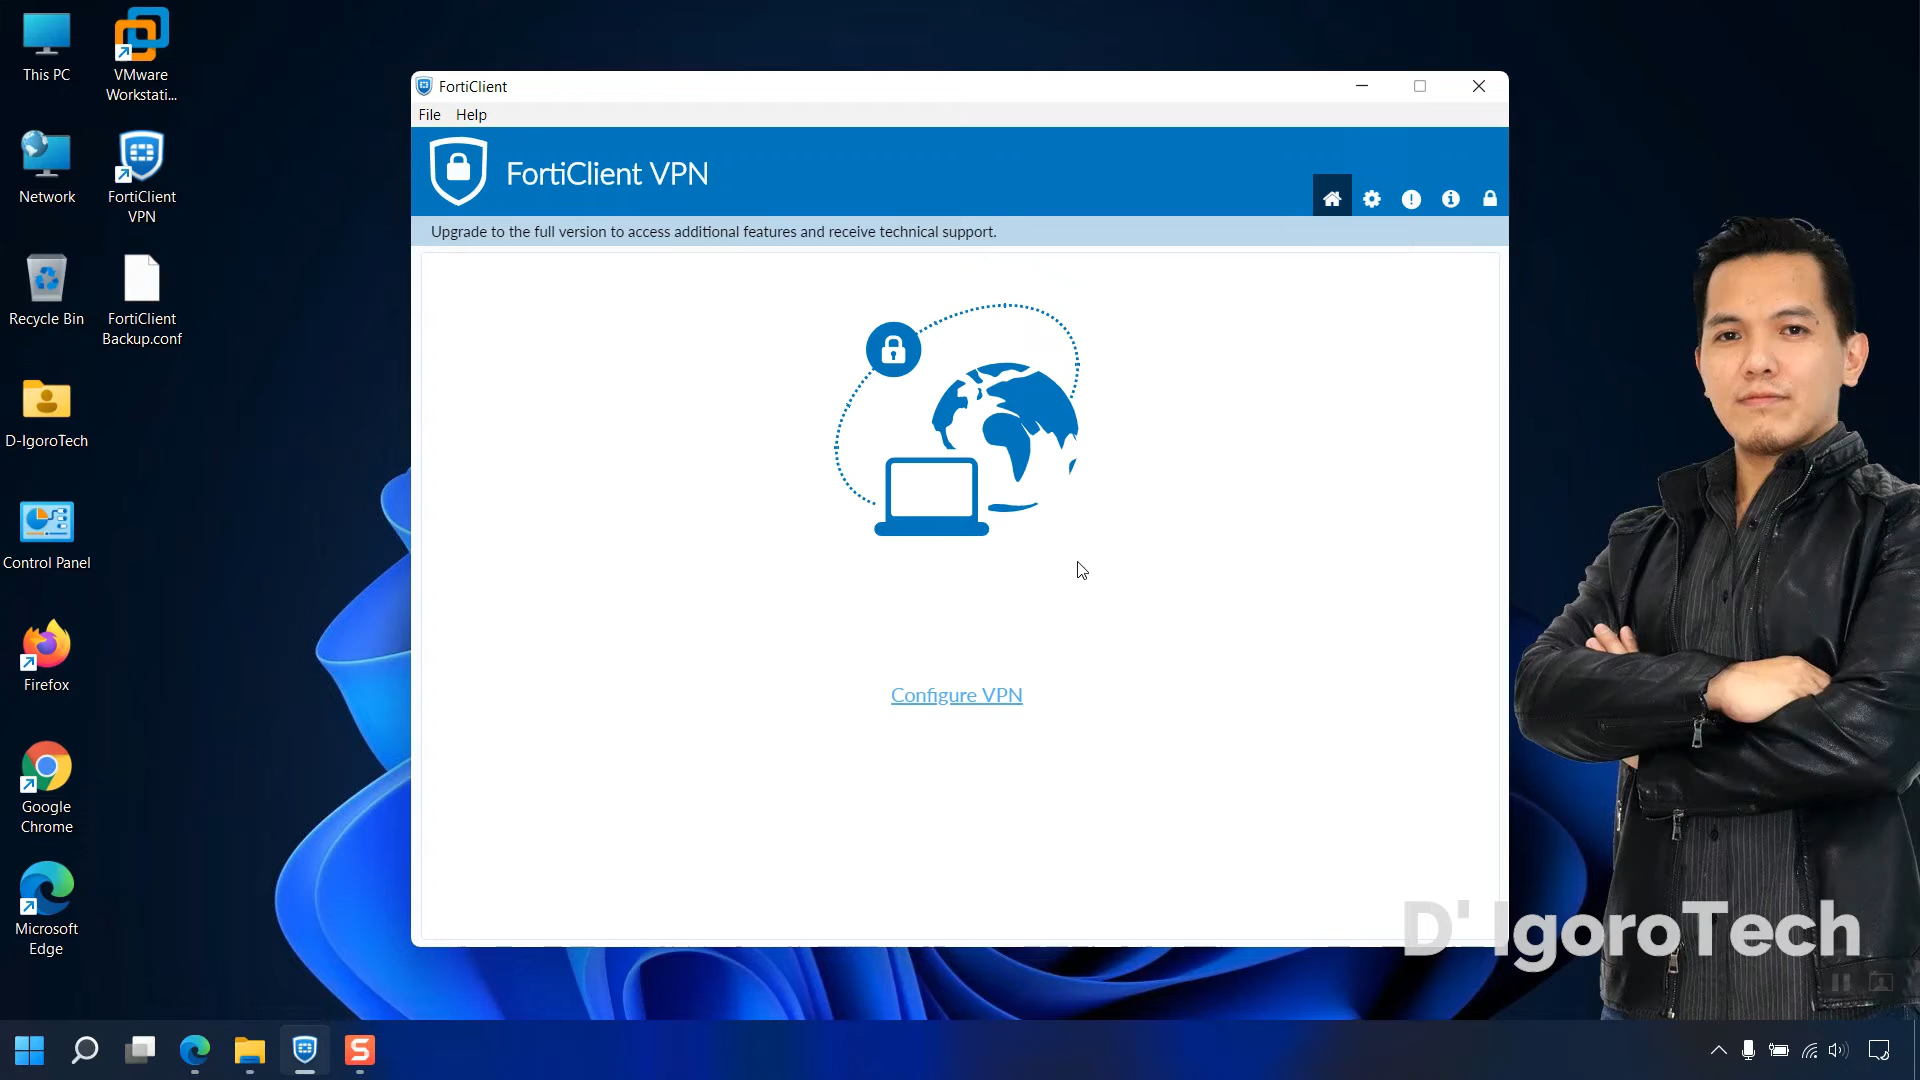 This PC
VMware
Workstati...
Network
FortiClient
VPN
Recycle Bin
FortiClient
Backup.conf
D-IgoroTech
Control Panel
Firefox
Google
Chrome
Microsoft
Edge
FortiClient
File Help
FortiClient VPN
Upgrade to the full version to access additional features and receive technical support.
Configure VPN
D' IgoroTech